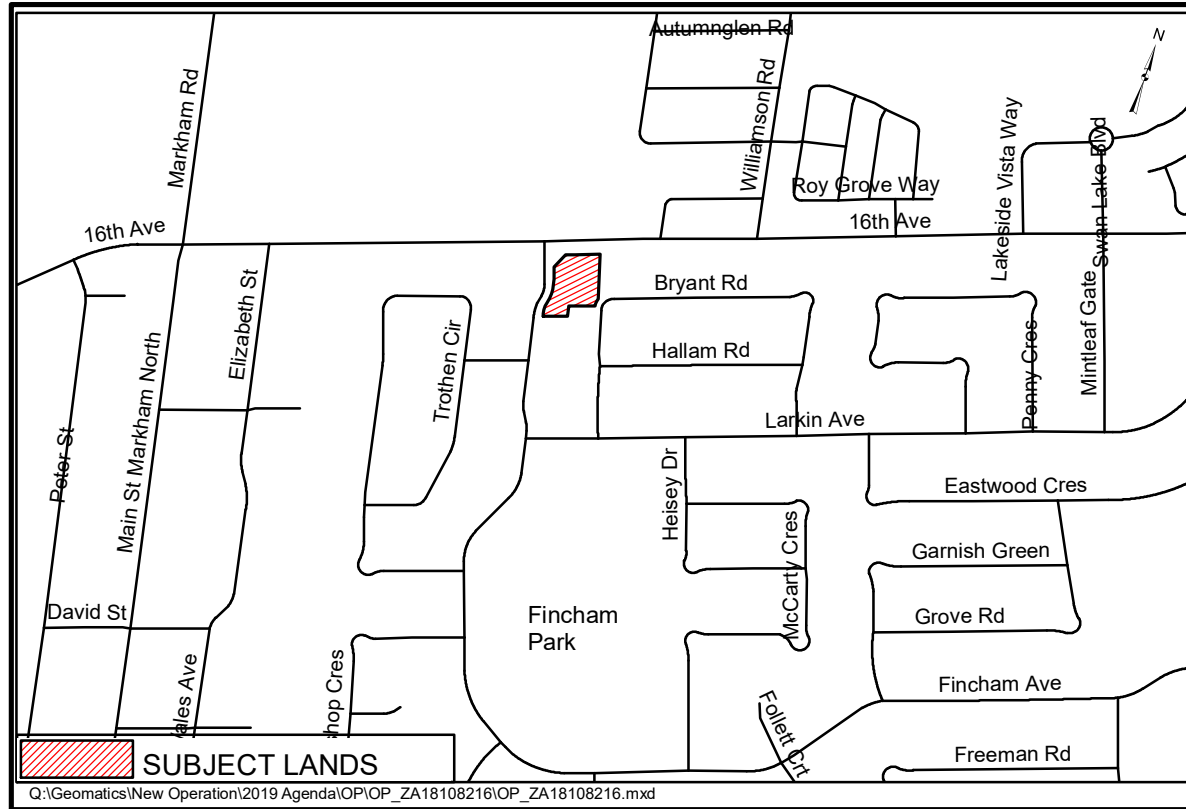 Autumnglen Rd
N
Markham Rd
Williamson Rd
Lakeside Vista Way
Swan Lake Blvd
Roy Grove Way
16th Ave
16th Ave
Elizabeth St
Bryant Rd
Trothen Cir
Hallam Rd
Mintleaf Gate
Penny Cres
Main St Markham North
Peter St
Larkin Ave
Heisey Dr
Eastwood Cres
McCarty Cres
Garnish Green
David St
Fincham
Park
Grove Rd
ales Ave
hop Cres
Fincham Ave
Follett Crt
Freeman Rd
SUBJECT LANDS
Q:\Geomatics\New Operation\2019 Agenda\OP\OP_ZA18108216\OP_ZA18108216.mxd